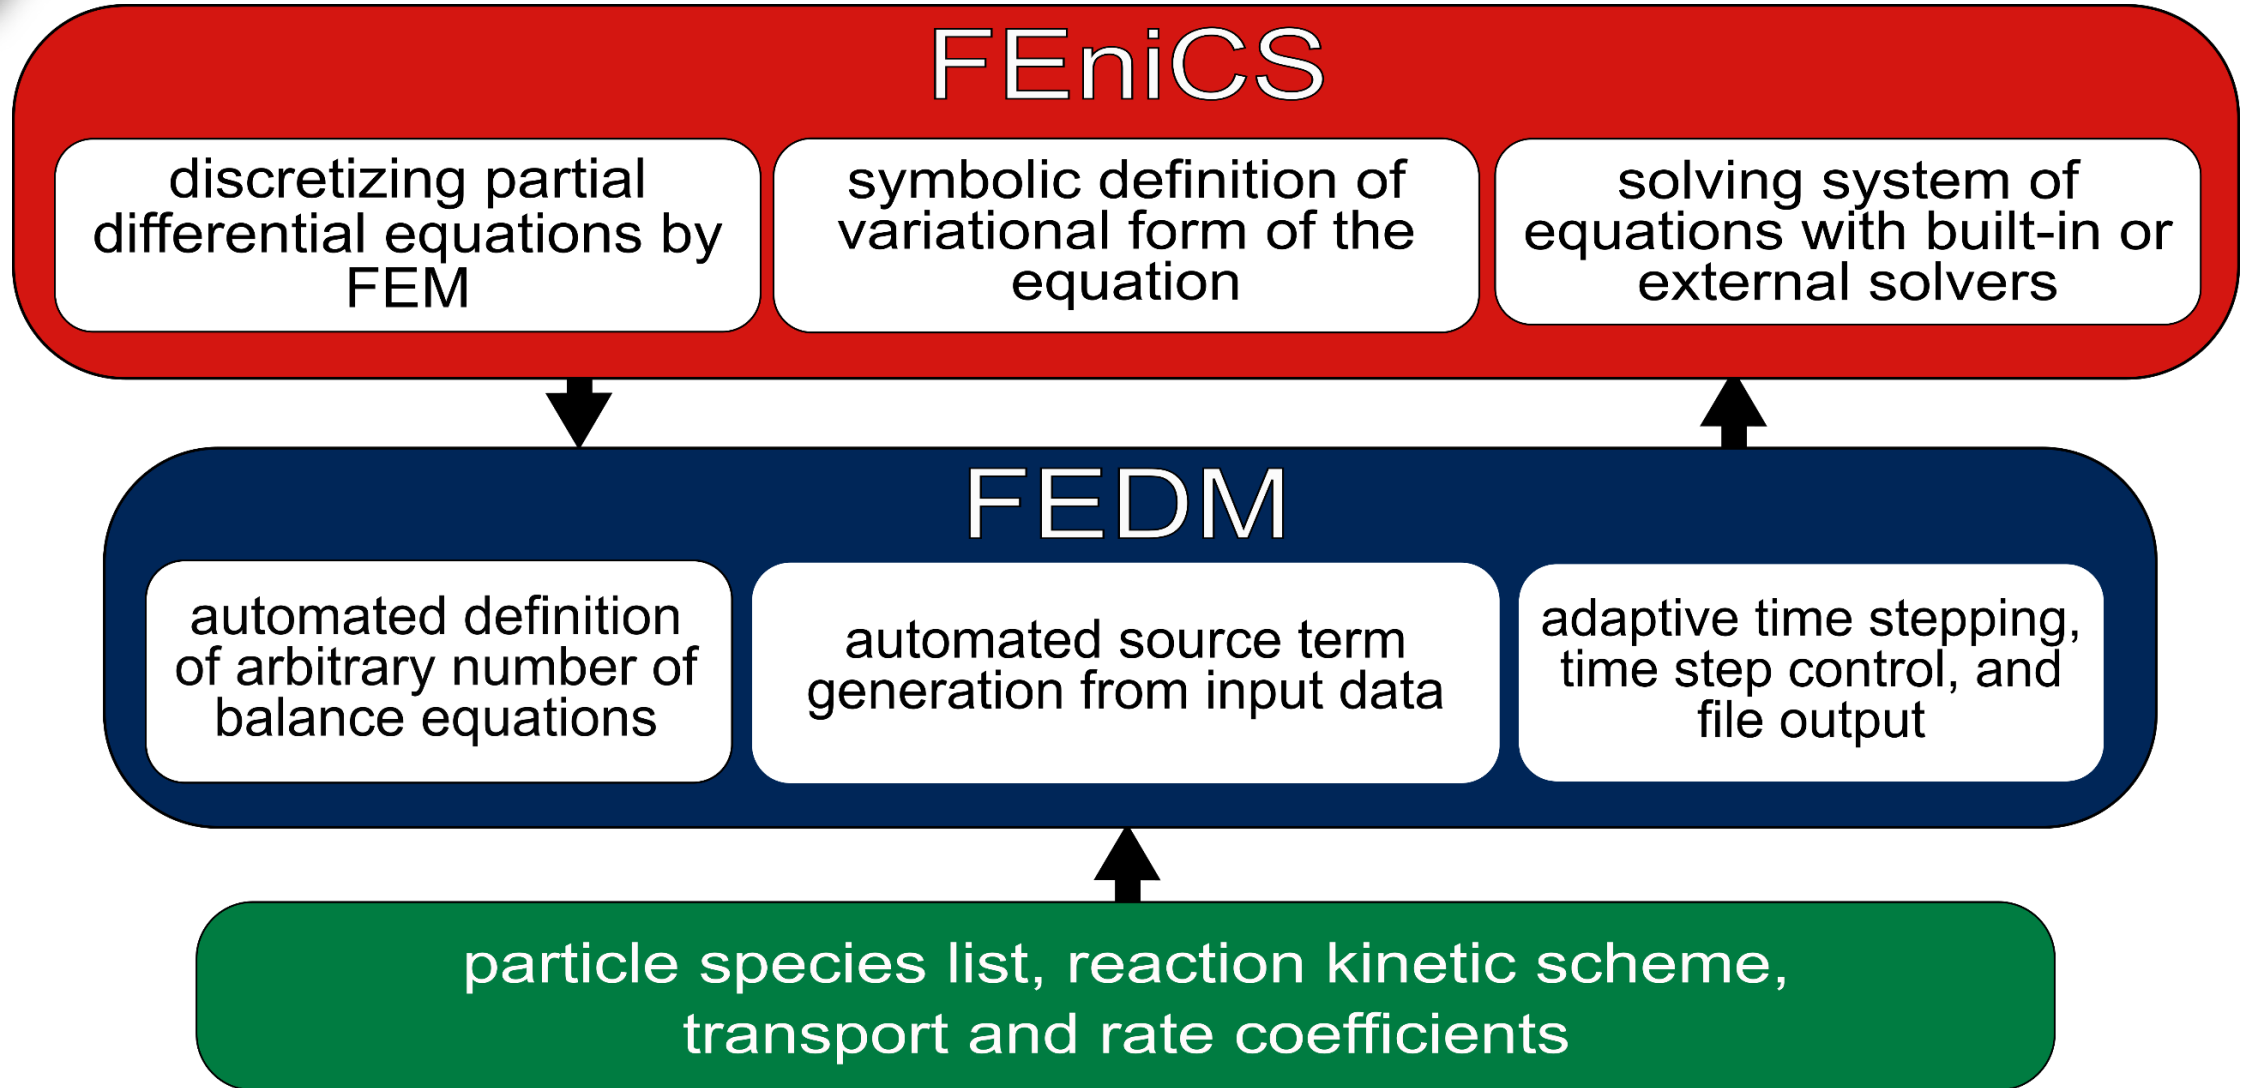 FEniCS
discretizing partial
differential equations by
FEM
symbolic definition of
variational form of the
equation
solving system of
equations with built-in or
external solvers
FEDM
automated definition
of arbitrary number of
balance equations
automated source term
generation from input data
adaptive time stepping,
time step control, and
file output
particle species list, reaction kinetic scheme,
transport and rate coefficients